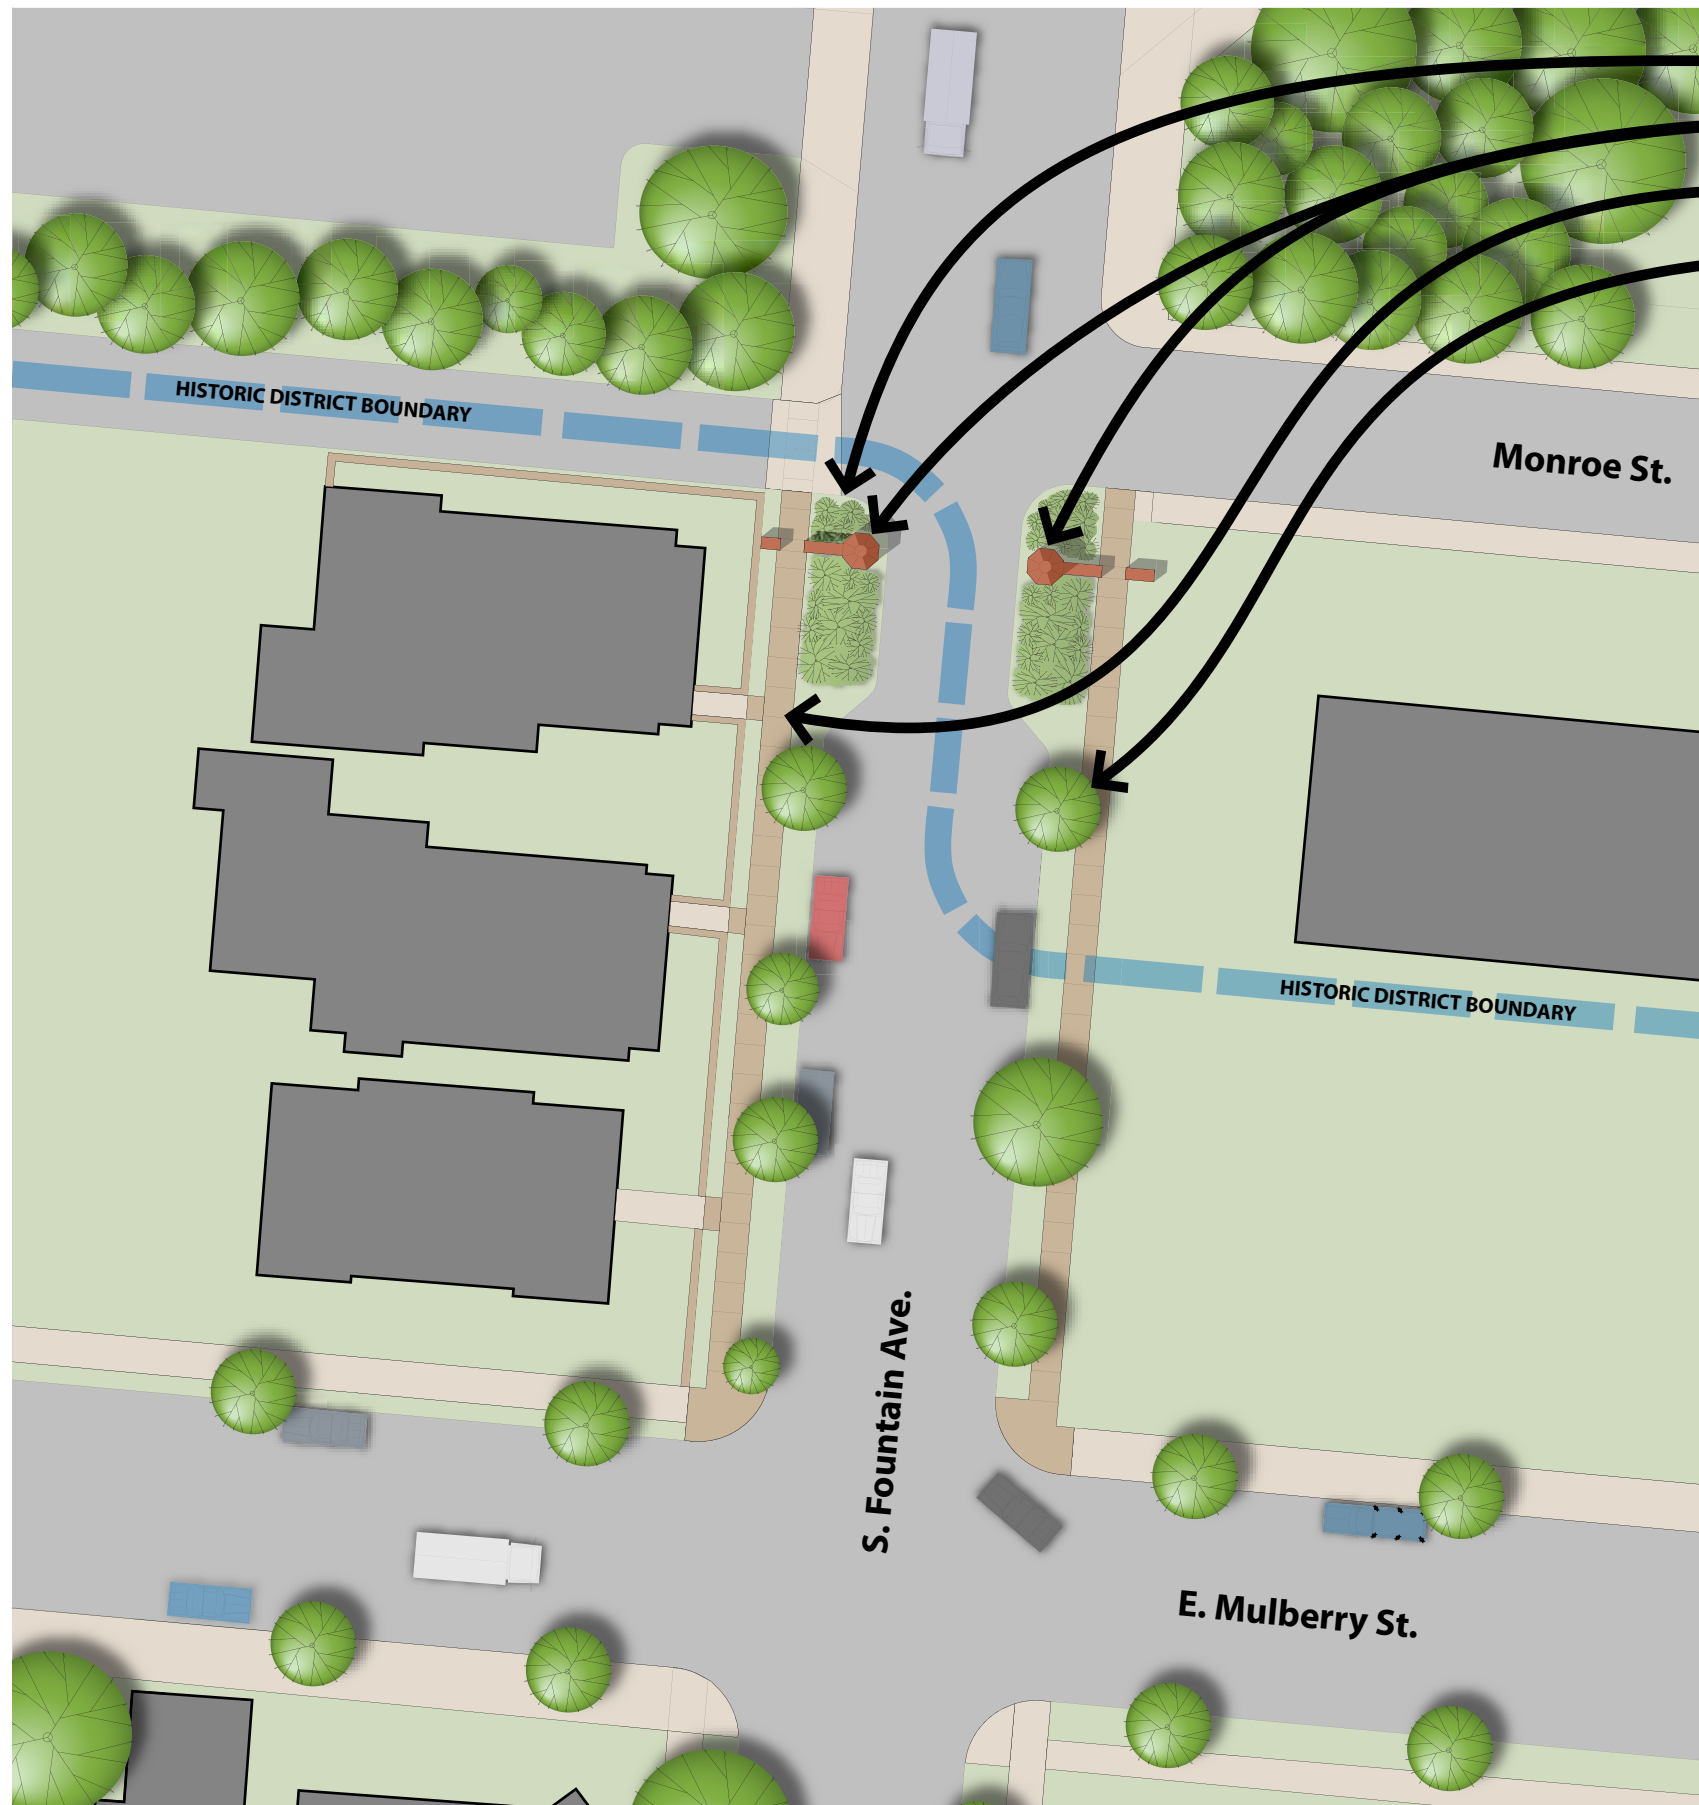 HISTORIC DISTRICT BOUNDARY
Monroe St.
HISTORIC DISTRICT BOUNDARY
S. Fountain Ave.
E. Mulberry St.